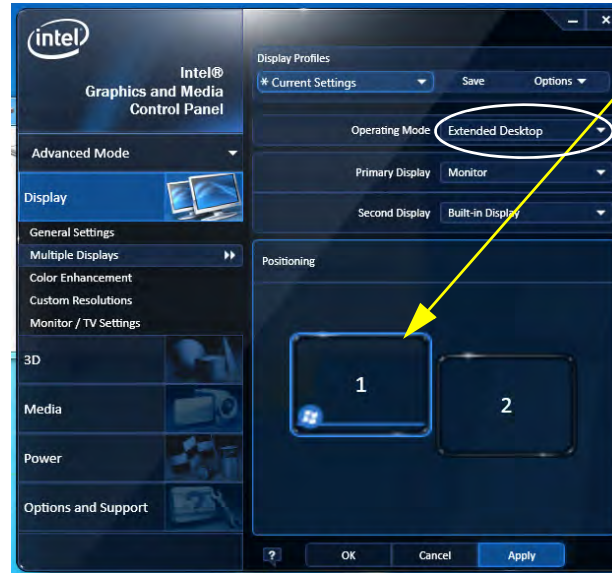 intel
Intel®
Graphics and Media
Control Panel
Advanced Mode
Display
General Settings
Multiple Displays
Color Enhancement
Custom Resolutions
Monitor / TV Settings
3D
Media
Power
Options and Support
Display Profiles
* Current Settings
Save
Options
Operating Mode
Extended Desktop
Primary Display
Monitor
Second Display
Built-in Display
Positioning
1
2
?
OK
Cancel
Apply